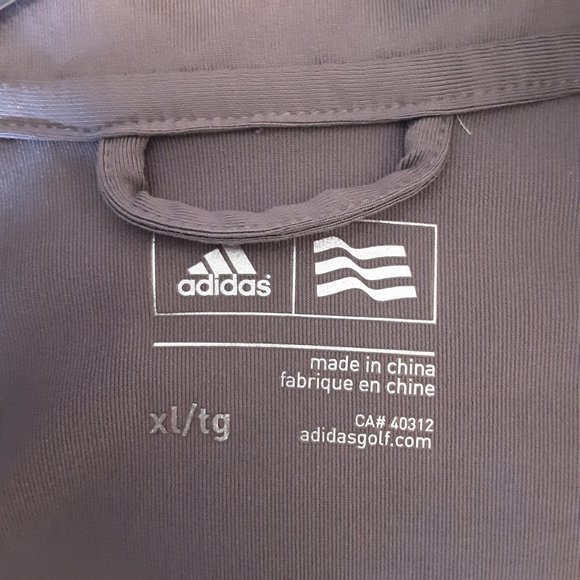 adidas
made in china
fabrique en chine
xl/tg
CA# 40312
adidasgolf.com